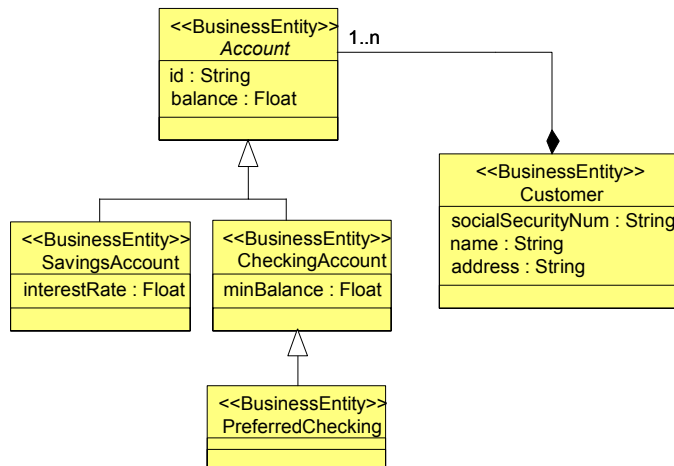 <<BusinessEntity>>
Account
id : String
balance : Float
1..n
<<BusinessEntity>>
Customer
socialSecurityNum : String
name : String
address : String
<<BusinessEntity>>
SavingsAccount
interestRate : Float
<<BusinessEntity>>
CheckingAccount
minBalance : Float
<<BusinessEntity>>
PreferredChecking